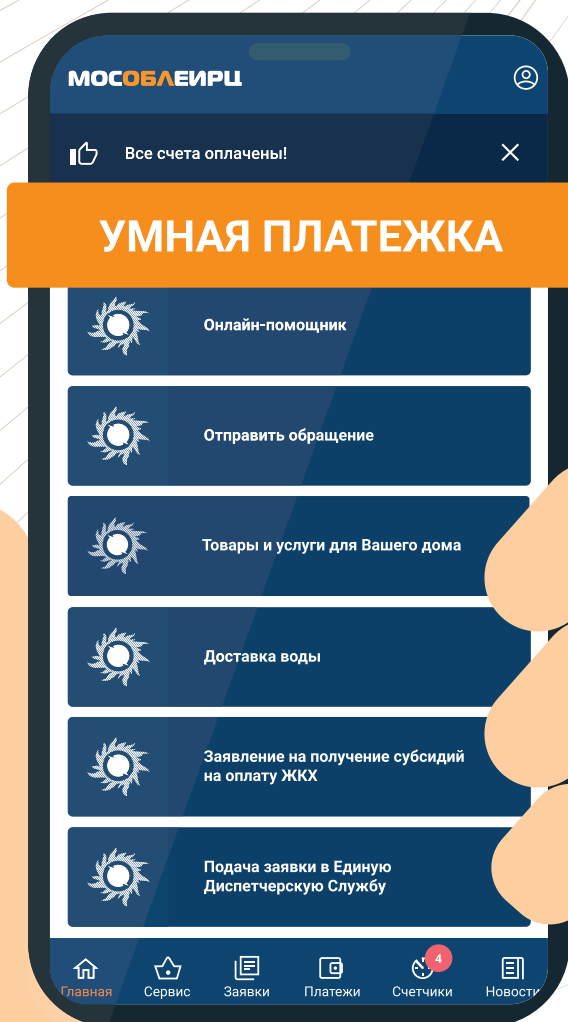 МОСОБЛЕИРЦ
Все счета оплачены!
УМНАЯ ПЛАТЕЖКА
Онлайн-помощник
Отправить обращение
Товары и услуги для Вашего дома
Доставка воды
Заявление на получение субсидий
на оплату ЖКХ
Подача заявки в Единую
Диспетчерскую Службу
4
Главная Сервис Заявки Платежи Счетчики Новости